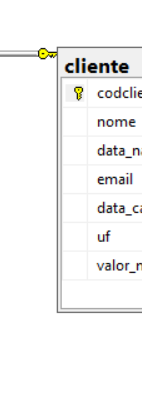 cliente
codclie
nome
data_na
email
data_ca
uf
valor_n